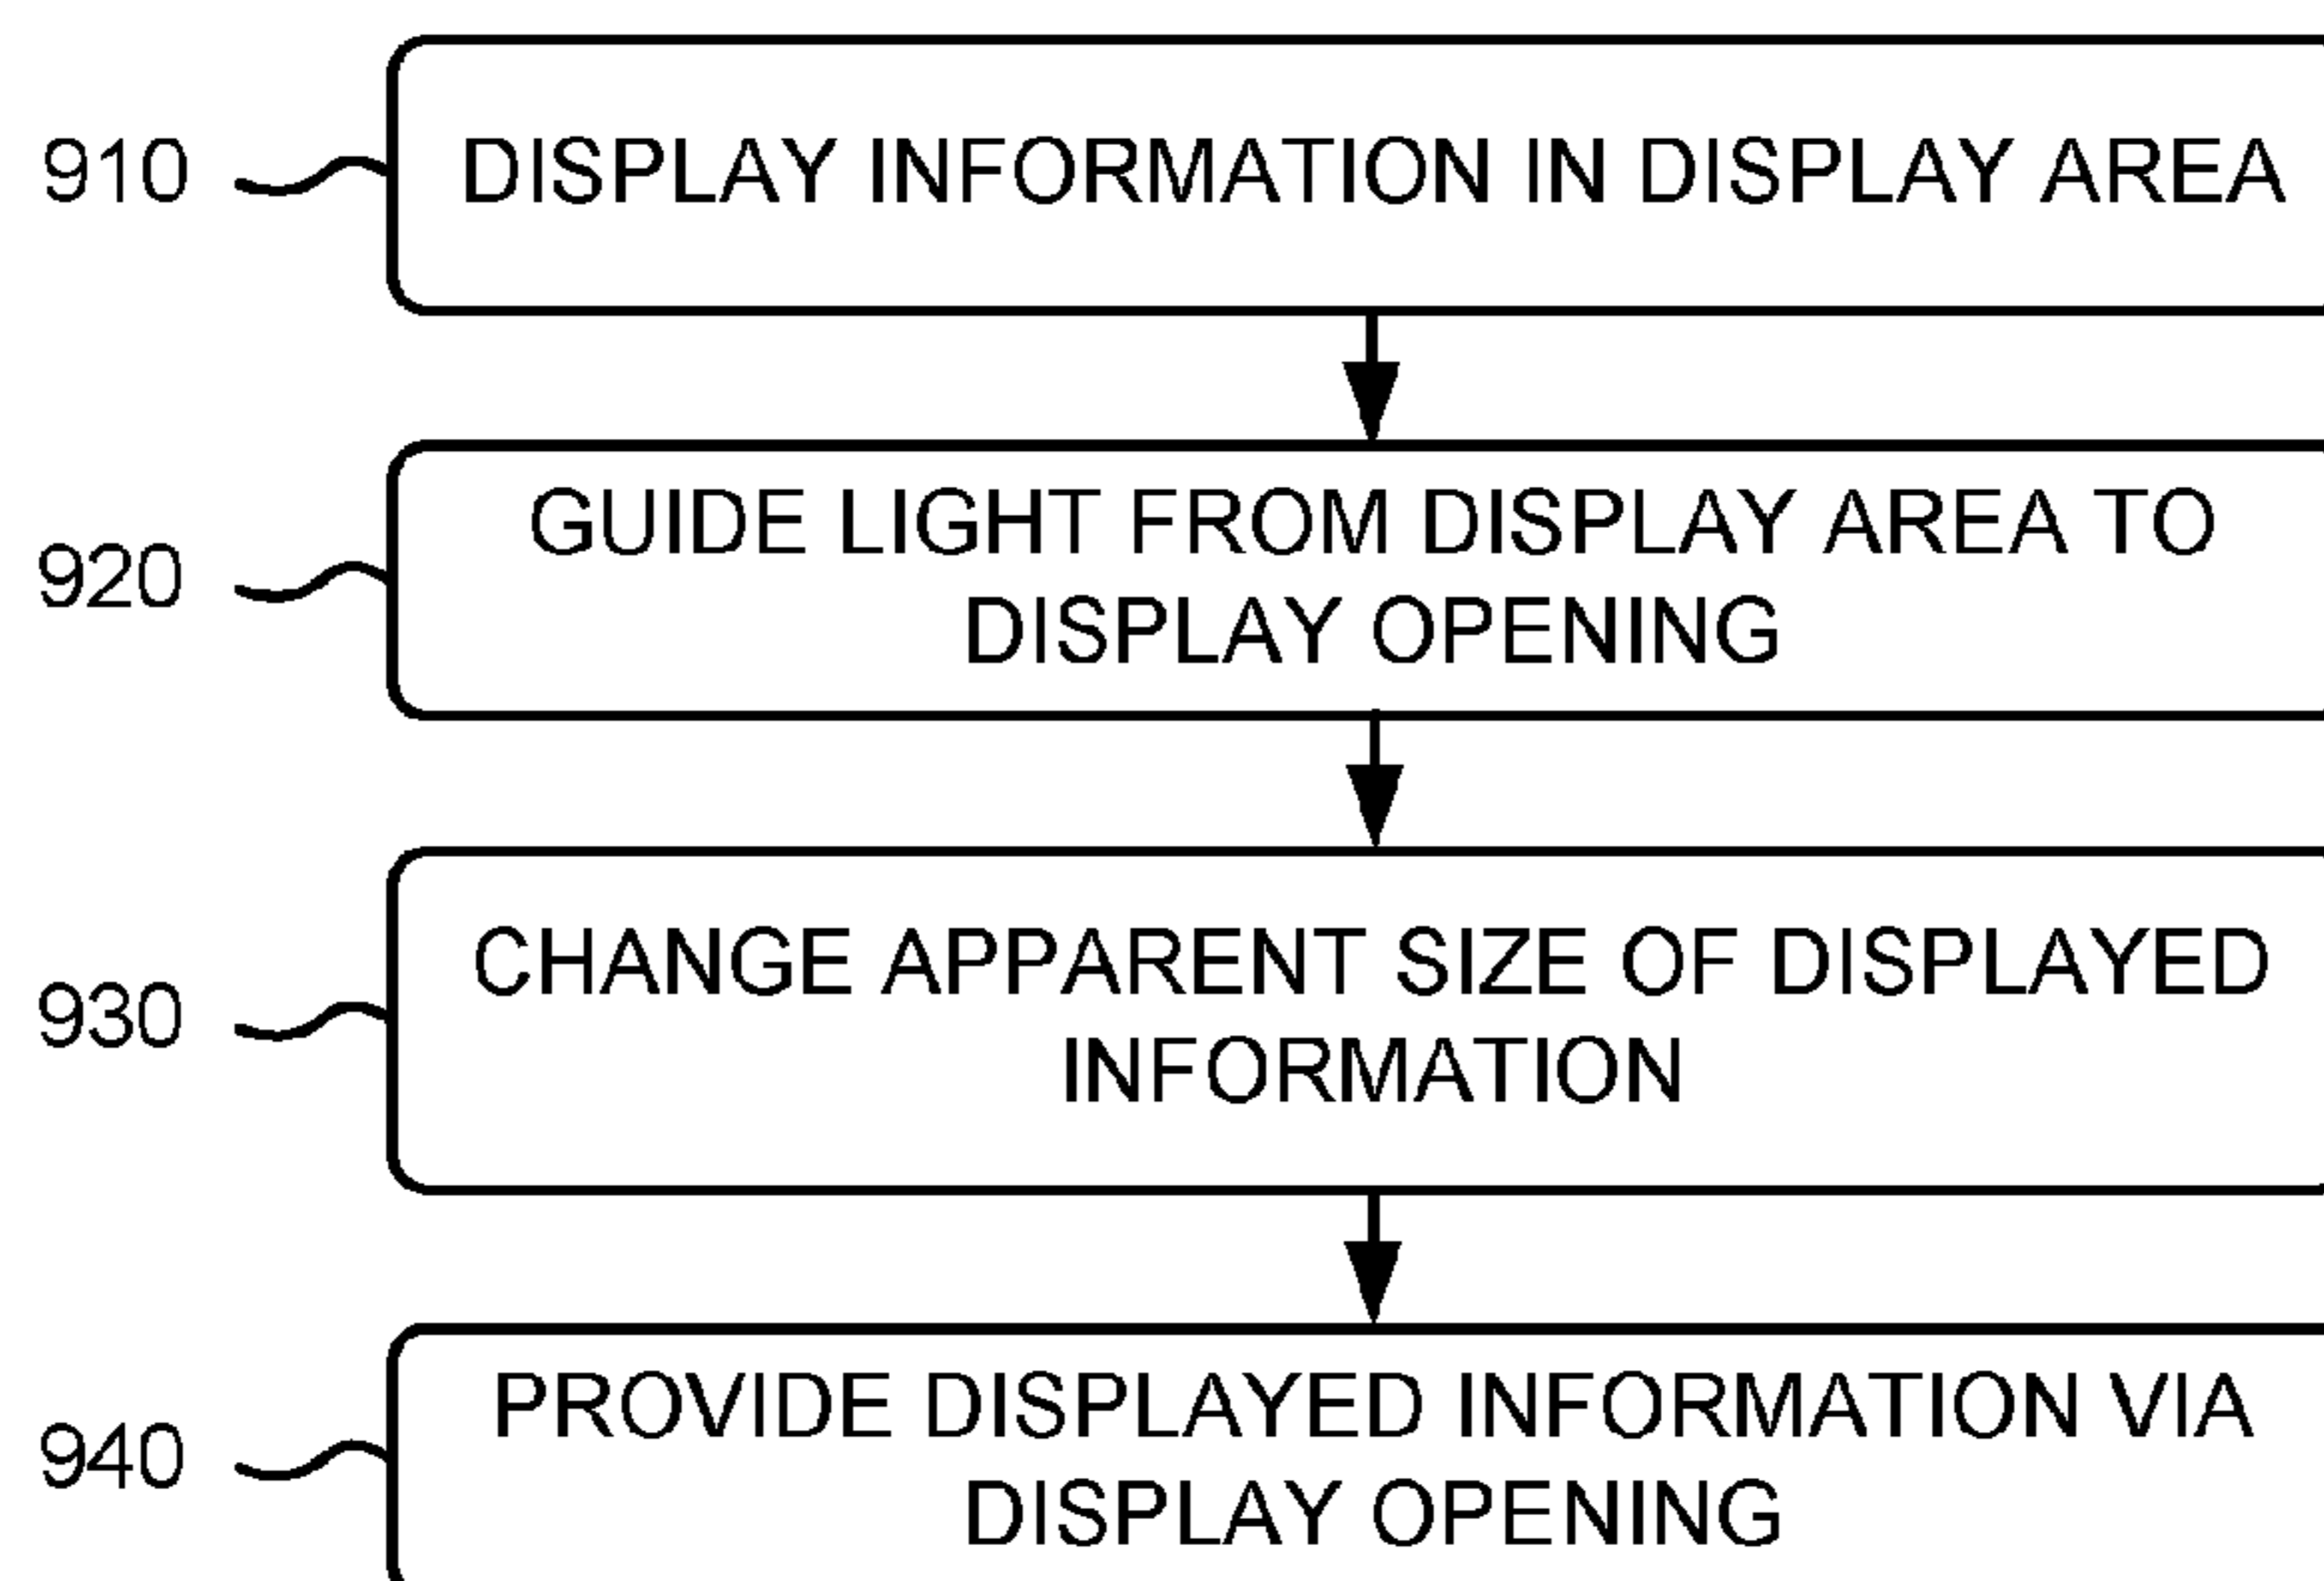 910 DISPLAY INFORMATION IN DISPLAY AREA
920 GUIDE LIGHT FROM DISPLAY AREA TO
DISPLAY OPENING
930 CHANGE APPARENT SIZE OF DISPLAYED
INFORMATION
940 PROVIDE DISPLAYED INFORMATION VIA
DISPLAY OPENING